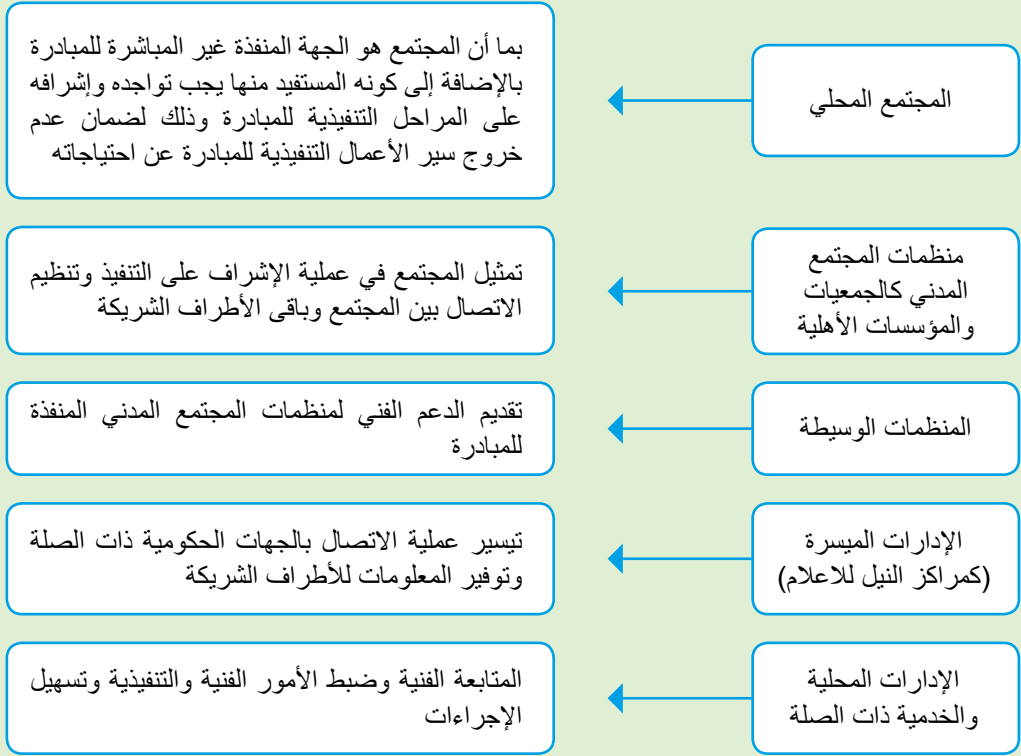 المجتمع المحلي
بما أن المجتمع هو الجهة المنفذة غير المباشرة للمبادرة
بالإضافة إلى كونه المستفيد منها يجب تواجده وإشرافه
على المراحل التنفيذية للمبادرة وذلك لضمان عدم
خروج سير الأعمال التنفيذية للمبادرة عن احتياجاته
منظمات المجتمع
المدني كالجمعيات
والمؤسسات الأهلية
تمثيل المجتمع في عملية الإشراف على التنفيذ وتنظيم
الاتصال بين المجتمع وباقى الأطراف الشريكة
المنظمات الوسيطة
تقديم الدعم الفني لمنظمات المجتمع المدني المنفذة
للمبادرة
الإدارات الميسرة
(كمراكز النيل للاعلام)
تيسير عملية الاتصال بالجهات الحكومية ذات الصلة
وتوفير المعلومات للأطراف الشريكة
الإدارات المحلية
والخدمية ذات الصلة
المتابعة الفنية وضبط الأمور الفنية والتنفيذية وتسهيل
الإجراءات